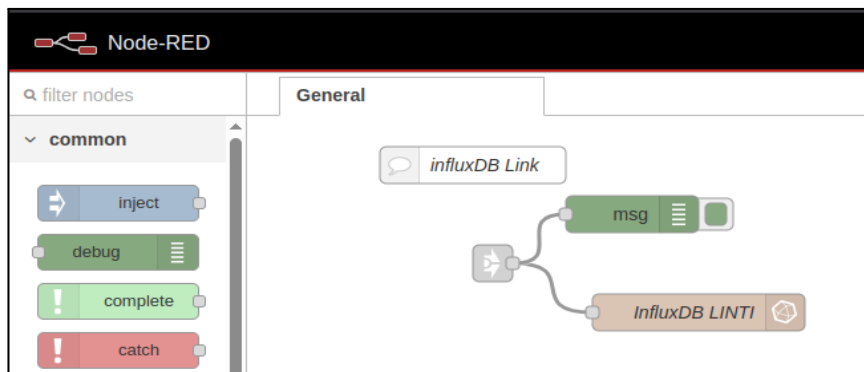 Node-RED
filter nodes
General
common
influxDB Link
inject
msg
debug
complete
InfluxDB LINTI
catch